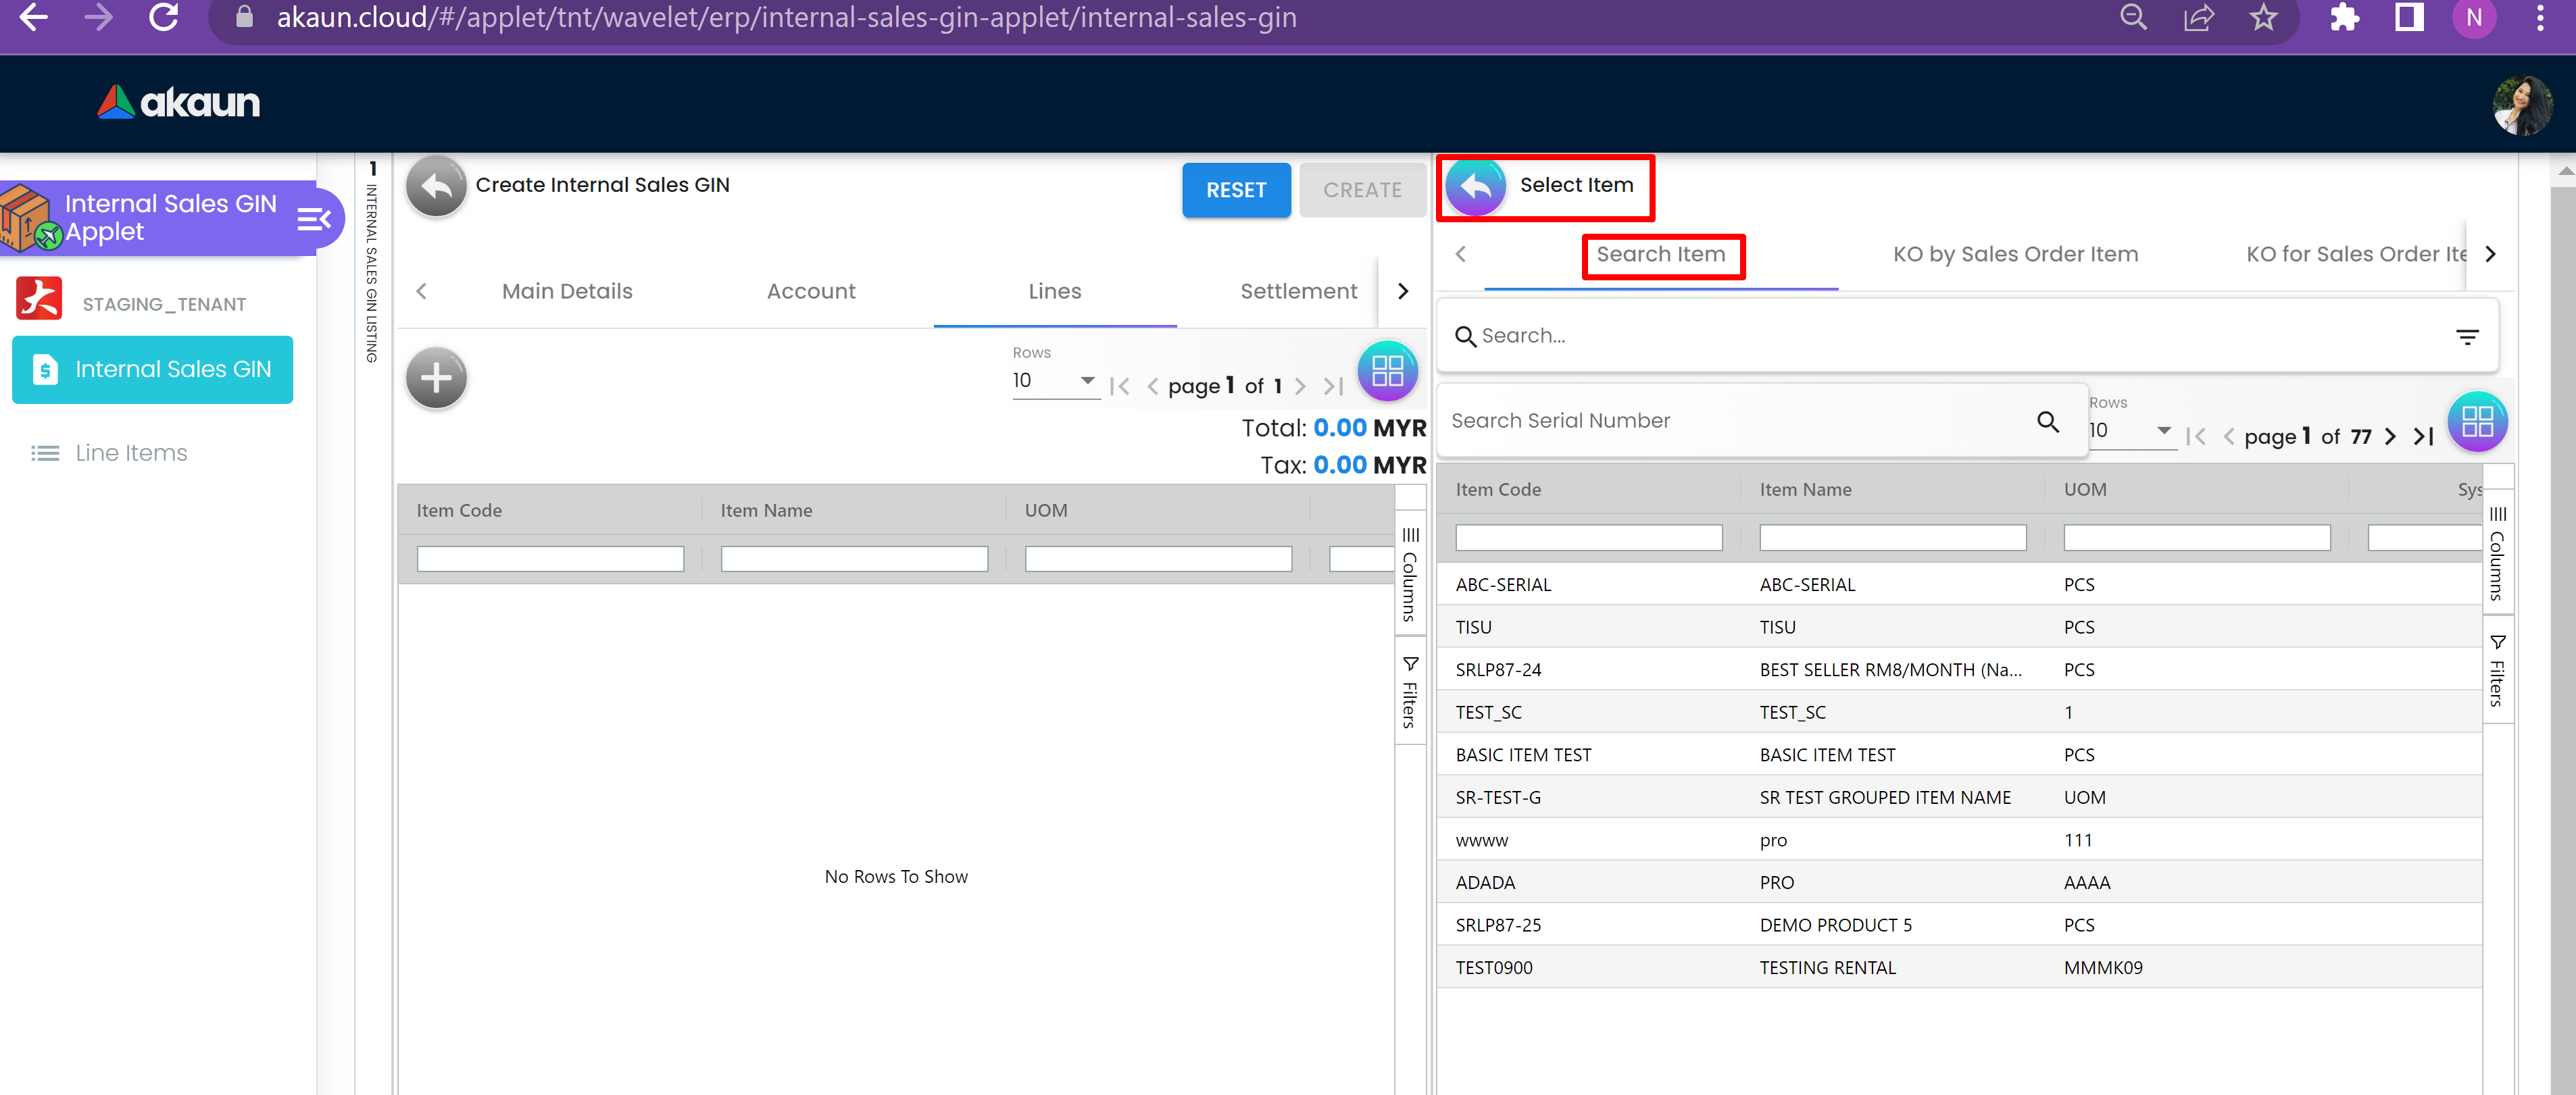 akaun.cloud/#/applet/tnt/wavelet/erp/internal-sales-gin-applet/internal-sales-gin
N
akaun
Internal Sales GIN
Applet
STAGING_TENANT
Internal Sales GIN
Line Items
1
INTERNAL SALES GIN LISTING
Create Internal Sales GIN
RESET
CREATE
Main Details
Account
Lines
Settlement
Rows
10
page 1 of 1
Total: 0.00 MYR
Tax: 0.00 MYR
Item Code
Item Name
UOM
Columns
Filters
No Rows To Show
Select Item
Search Item
KO by Sales Order Item
KO for Sales Order Ite
Search...
Search Serial Number
Rows
10
page 1 of 77
Item Code
Item Name
UOM
Sys
Columns
Filters
ABC-SERIAL ABC-SERIAL PCS
TISU TISU PCS
SRLP87-24 BEST SELLER RM8/MONTH (Na... PCS
TEST_SC TEST_SC 1
BASIC ITEM TEST BASIC ITEM TEST PCS
SR-TEST-G SR TEST GROUPED ITEM NAME UOM
wwww pro 111
ADADA PRO AAAA
SRLP87-25 DEMO PRODUCT 5 PCS
TEST0900 TESTING RENTAL MMMK09